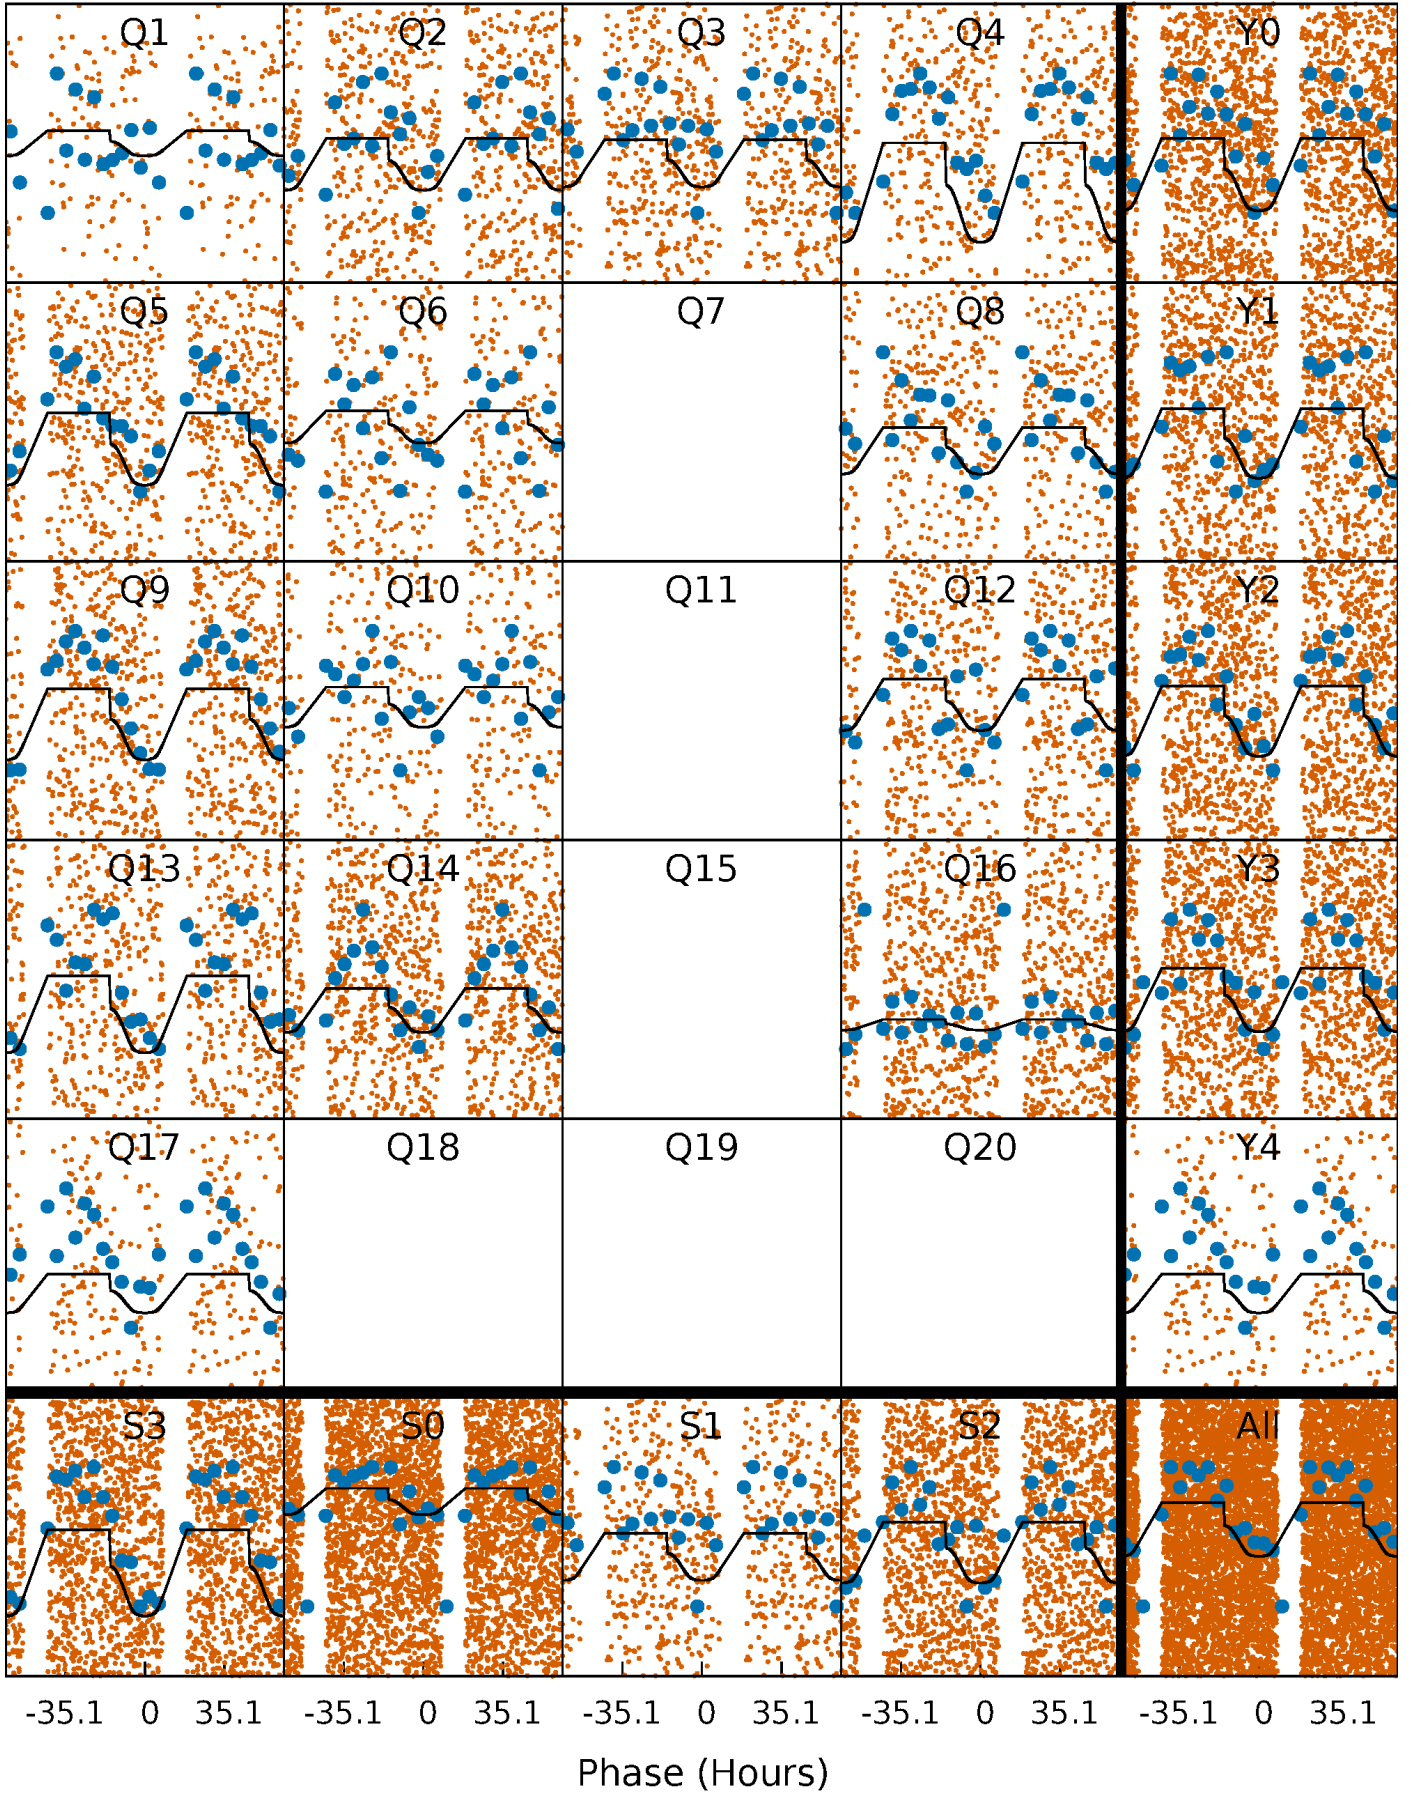 Q1 Q2 Q3 Q4 Y0
Q5 Q6 Q7 Q8 Y1
Q9 Q10 Q11 Q12 Y2
Q13 Q14 Q15 Q16 Y3
Q17 Q18 Q19 Q20 Y4
S3 S0 S1 S2 All
-35.1 0 35.1 -35.1 0 35.1 -35.1 0 35.1 -35.1 0 35.1 -35.1 0 35.1
Phase (Hours)